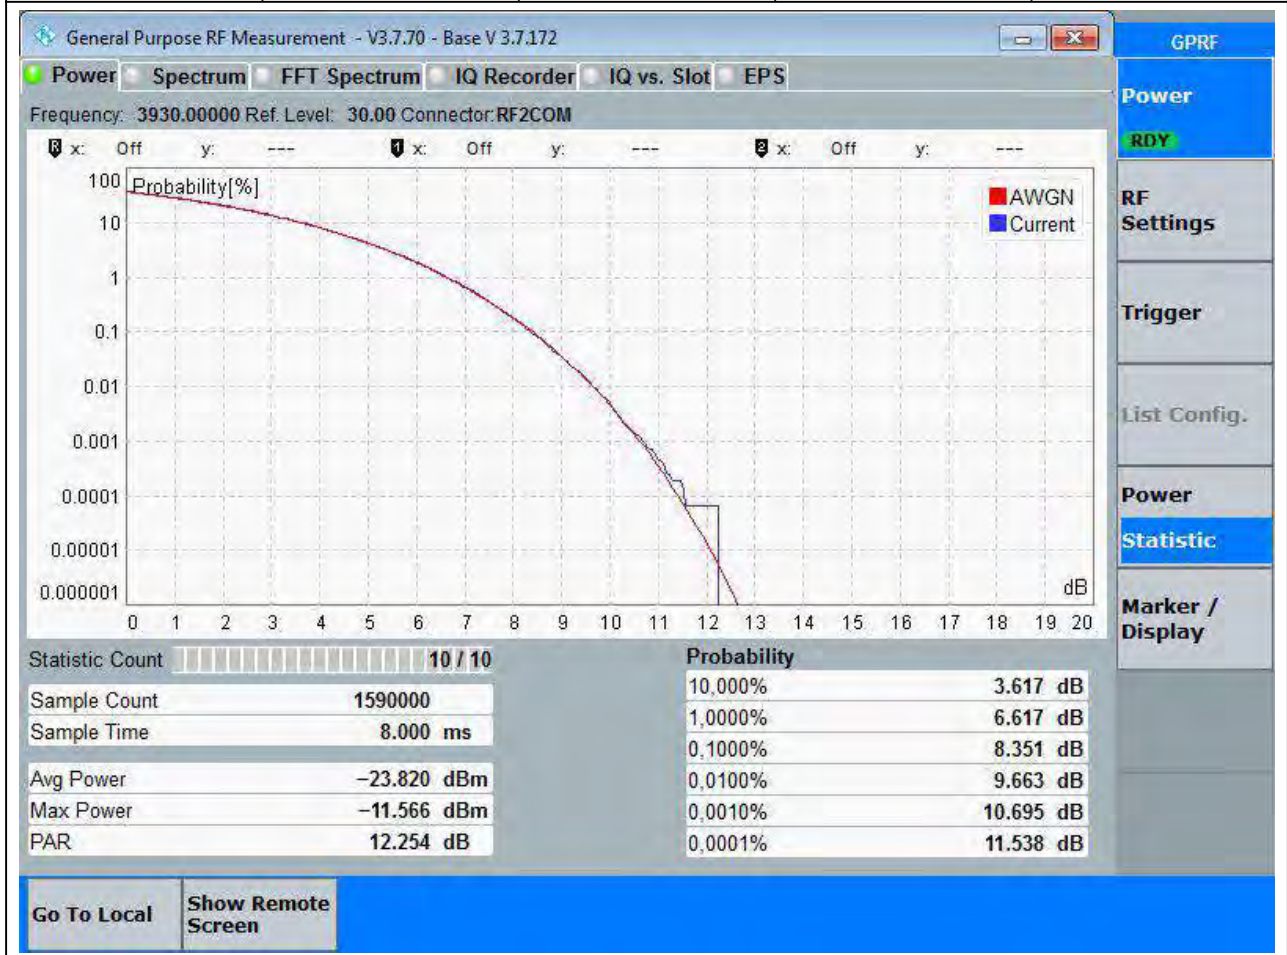 General Purpose RF Measurement - V3.7.70 - Base V 3.7.172
GPRF
Power Spectrum FFT Spectrum IQ Recorder IQ vs. Slot EPS
Frequency: 3930.00000 Ref. Level: 30.00 Connector:RF2COM
R x: Off y: --- 1 x: Off y: --- 2 x: Off y: ---
Probability[%]
AWGN
Current
100
10
1
0.1
0.01
0.001
0.0001
0.00001
0.000001
dB
0 1 2 3 4 5 6 7 8 9 10 11 12 13 14 15 16 17 18 19 20
Statistic Count 10 / 10
Sample Count 1590000
Sample Time 8.000 ms
Avg Power −23.820 dBm
Max Power −11.566 dBm
PAR 12.254 dB
Probability
10,000% 3.617 dB
1,0000% 6.617 dB
0,1000% 8.351 dB
0,0100% 9.663 dB
0,0010% 10.695 dB
0,0001% 11.538 dB
Power
RDY
RF
Settings
Trigger
List Config.
Power
Statistic
Marker /
Display
Go To Local
Show Remote
Screen